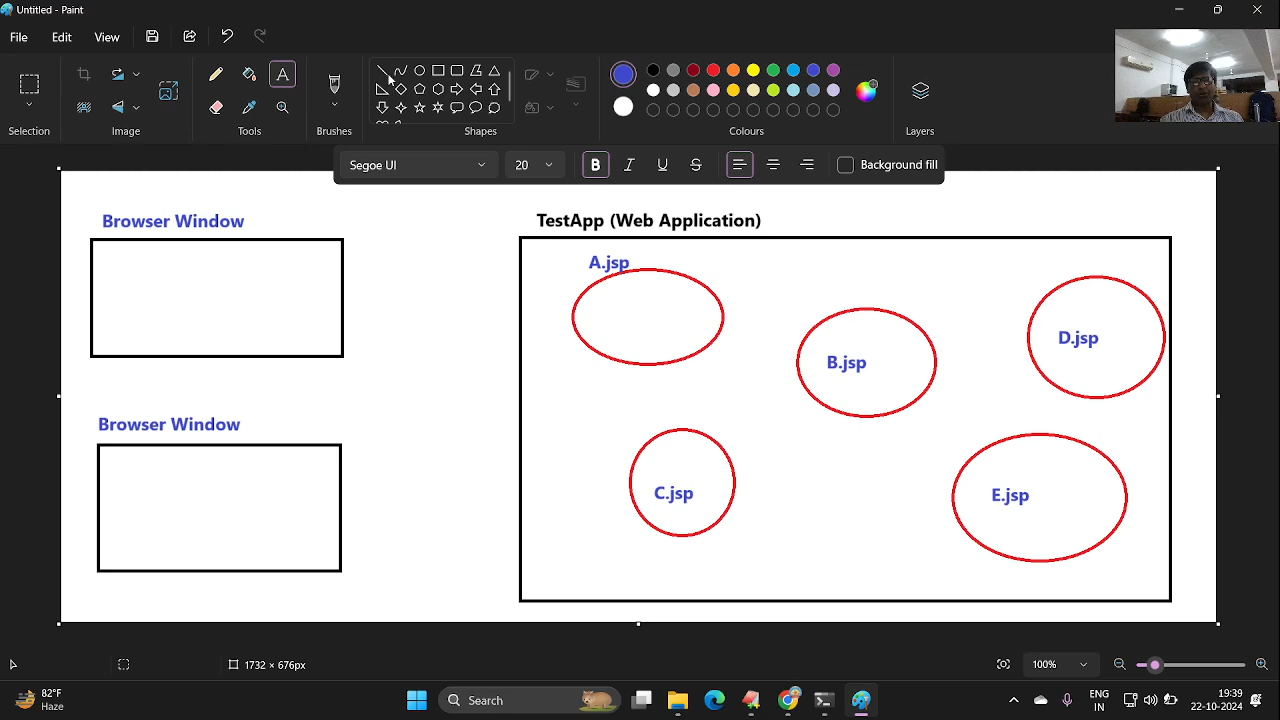 Untitled - Paint
File Edit View
Selection
Image
Tools
Brushes
Shapes
Colours
Layers
Segoe UI
20
B I U S
Background fill
Browser Window
TestApp (Web Application)
A.jsp
B.jsp
D.jsp
Browser Window
C.jsp
E.jsp
1732 × 676px
100%
82°F
Haze
Search
ENG
IN
19:39
22-10-2024